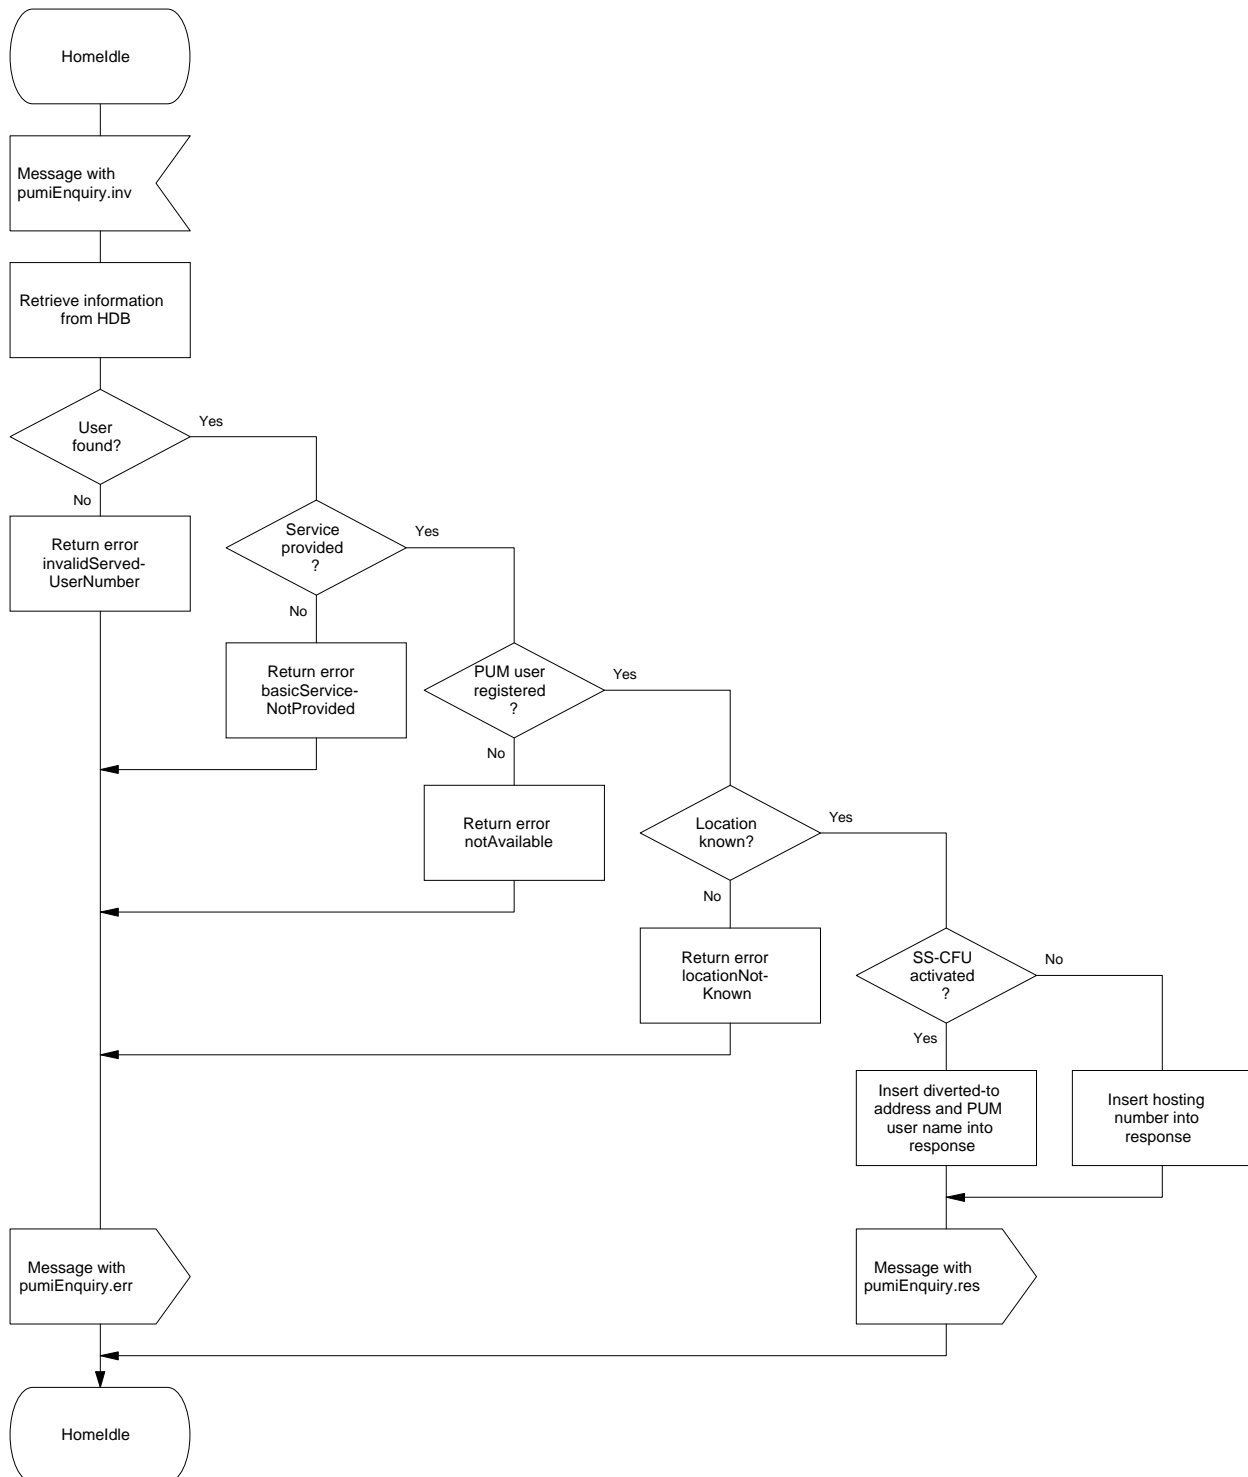 HomeIdle
Message with
pumiEnquiry.inv
Retrieve information
from HDB
User
found?
Yes
No
Return error
invalidServed-
UserNumber
Service
provided
?
Yes
No
Return error
basicService-
NotProvided
PUM user
registered
?
Yes
No
Return error
notAvailable
Location
known?
Yes
No
Return error
locationNot-
Known
SS-CFU
activated
?
No
Yes
Insert diverted-to
address and PUM
user name into
response
Insert hosting
number into
response
Message with
pumiEnquiry.err
Message with
pumiEnquiry.res
HomeIdle